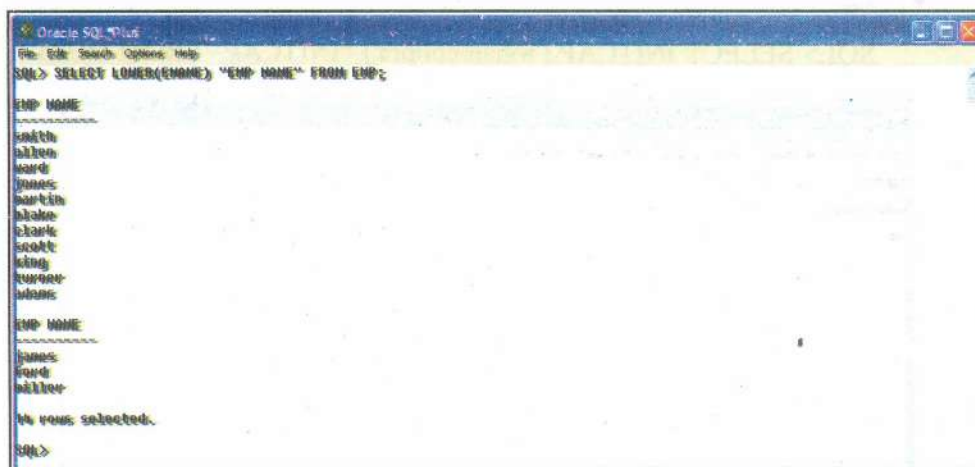 Oracle SQL*Plus
File Edit Search Options Help
SQL> SELECT LOWER(ENAME) "EMP NAME" FROM EMP;
EMP NAME
----------
smith
allen
ward
jones
martin
blake
clark
scott
king
turner
adams
EMP NAME
----------
james
ford
miller
14 rows selected.
SQL>